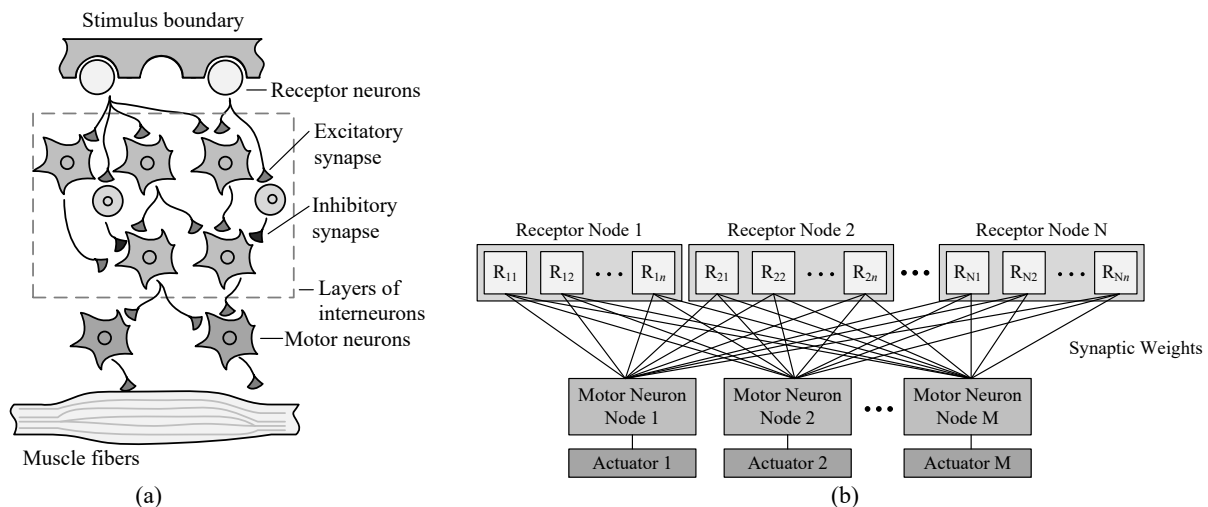 Stimulus boundary
Receptor neurons
Excitatory
synapse
Inhibitory
synapse
Layers of
interneurons
Motor neurons
Muscle fibers
(a)
Receptor Node 1
Receptor Node 2
Receptor Node N
R11 R12 ••• R1n
R21 R22 ••• R2n
•••
RN1 RN2 ••• RNn
Synaptic Weights
Motor Neuron
Node 1
Motor Neuron
Node 2
•••
Motor Neuron
Node M
Actuator 1
Actuator 2
Actuator M
(b)